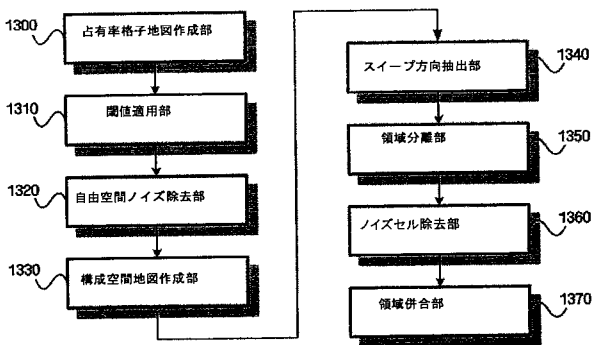 1300
占有率格子地図作成部
1310
閾値適用部
1320
自由空間ノイズ除去部
1330
構成空間地図作成部
スイープ方向抽出部
1340
領域分離部
1350
ノイズセル除去部
1360
領域併合部
1370